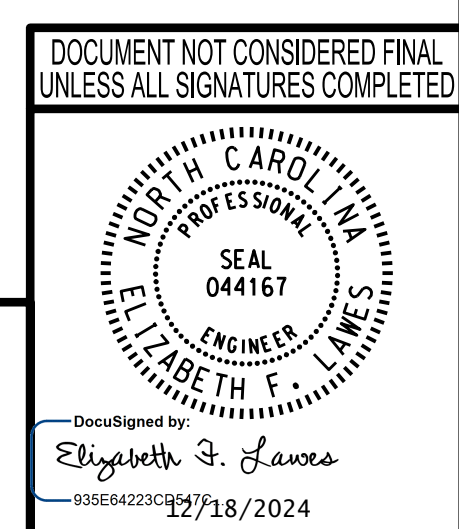 DOCUMENT NOT CONSIDERED FINAL
UNLESS ALL SIGNATURES COMPLETED
NORTH CAROLINA
PROFESSIONAL
SEAL
044167
ENGINEER
ELIZABETH F. LAWES
DocuSigned by:
Elizabeth F. Lawes
935E64223CD547C...
12/18/2024